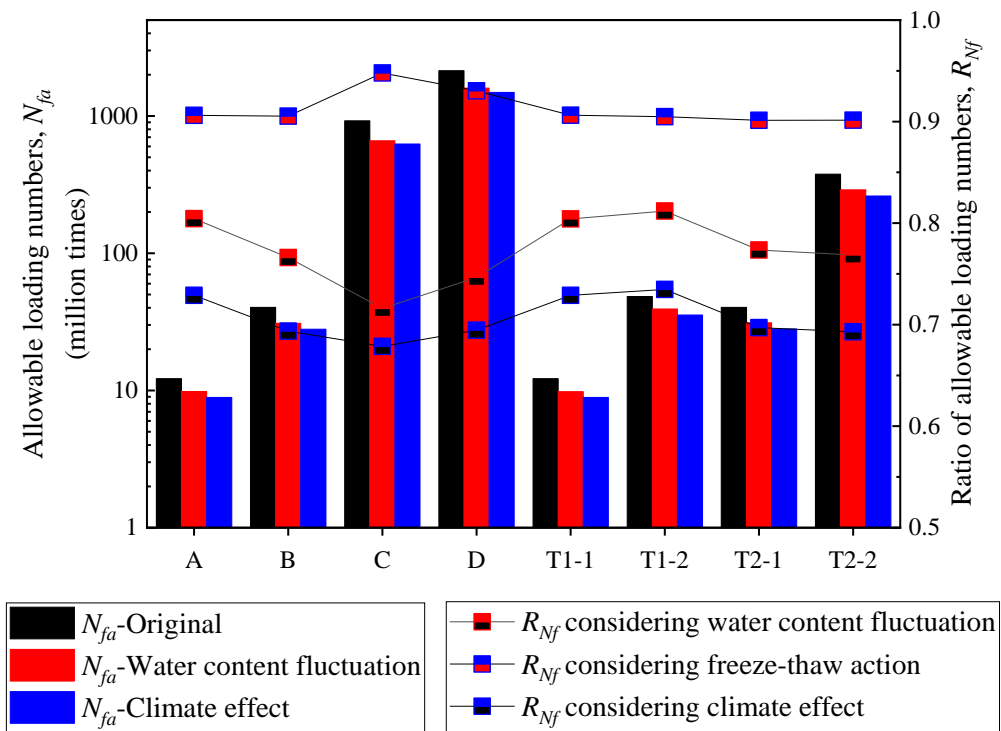 Allowable loading numbers, Nfa
(million times)
1000
100
10
1
1.0
0.9
0.8
0.7
0.6
0.5
Ratio of allowable loading numbers, RNf
A B C D T1-1 T1-2 T2-1 T2-2
Nfa-Original
Nfa-Water content fluctuation
Nfa-Climate effect
RNf considering water content fluctuation
RNf considering freeze-thaw action
RNf considering climate effect